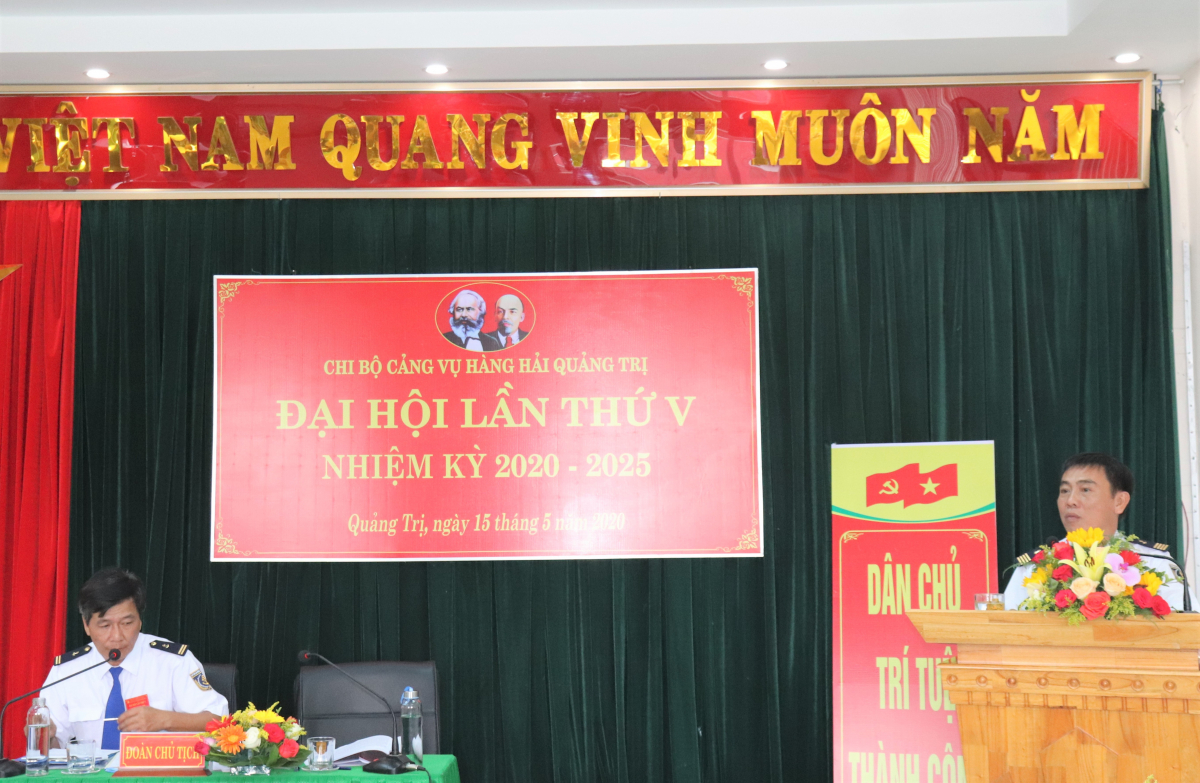 VIỆT NAM QUANG VINH MUÔN NĂM
CHI BỘ CẢNG VỤ HÀNG HẢI QUẢNG TRỊ
ĐẠI HỘI LẦN THỨ V
NHIỆM KỲ 2020 - 2025
Quảng Trị, ngày 15 tháng 5 năm 2020
DÂN CHỦ
TRÍ TUỆ
THÀNH CÔN
ĐOÀN CHỦ TỊCH